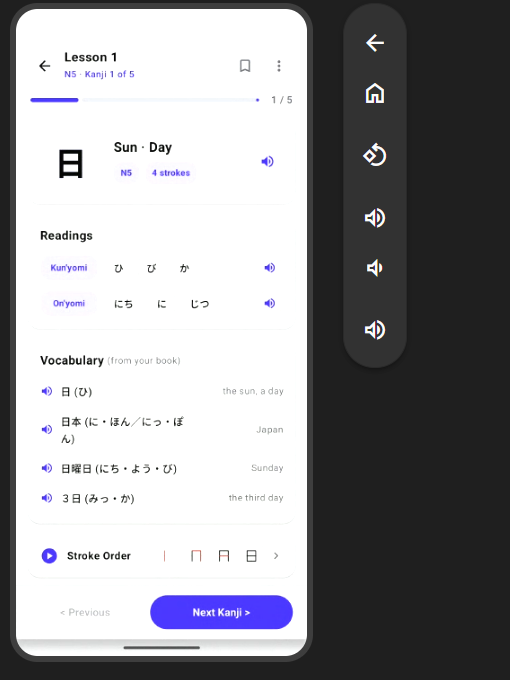 Lesson 1
N5 · Kanji 1 of 5
1 / 5
日
Sun · Day
N5
4 strokes
Readings
Kun'yomi ひ び か
On'yomi にち に じつ
Vocabulary (from your book)
日 (ひ) the sun, a day
日本 (に・ほん／にっ・ぽ
ん)
Japan
日曜日 (にち・よう・び) Sunday
３日 (みっ・か) the third day
Stroke Order
< Previous
Next Kanji >